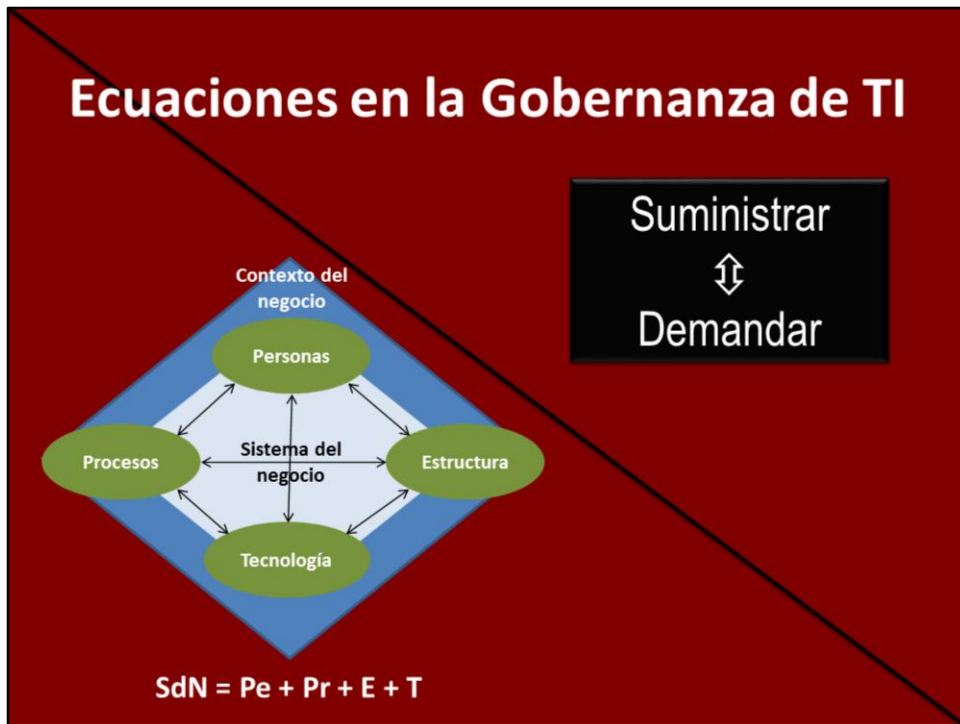 Ecuaciones en la Gobernanza de TI
Suministrar
⇕
Demandar
Contexto del
negocio
Personas
Procesos
Sistema del
negocio
Estructura
Tecnología
SdN = Pe + Pr + E + T